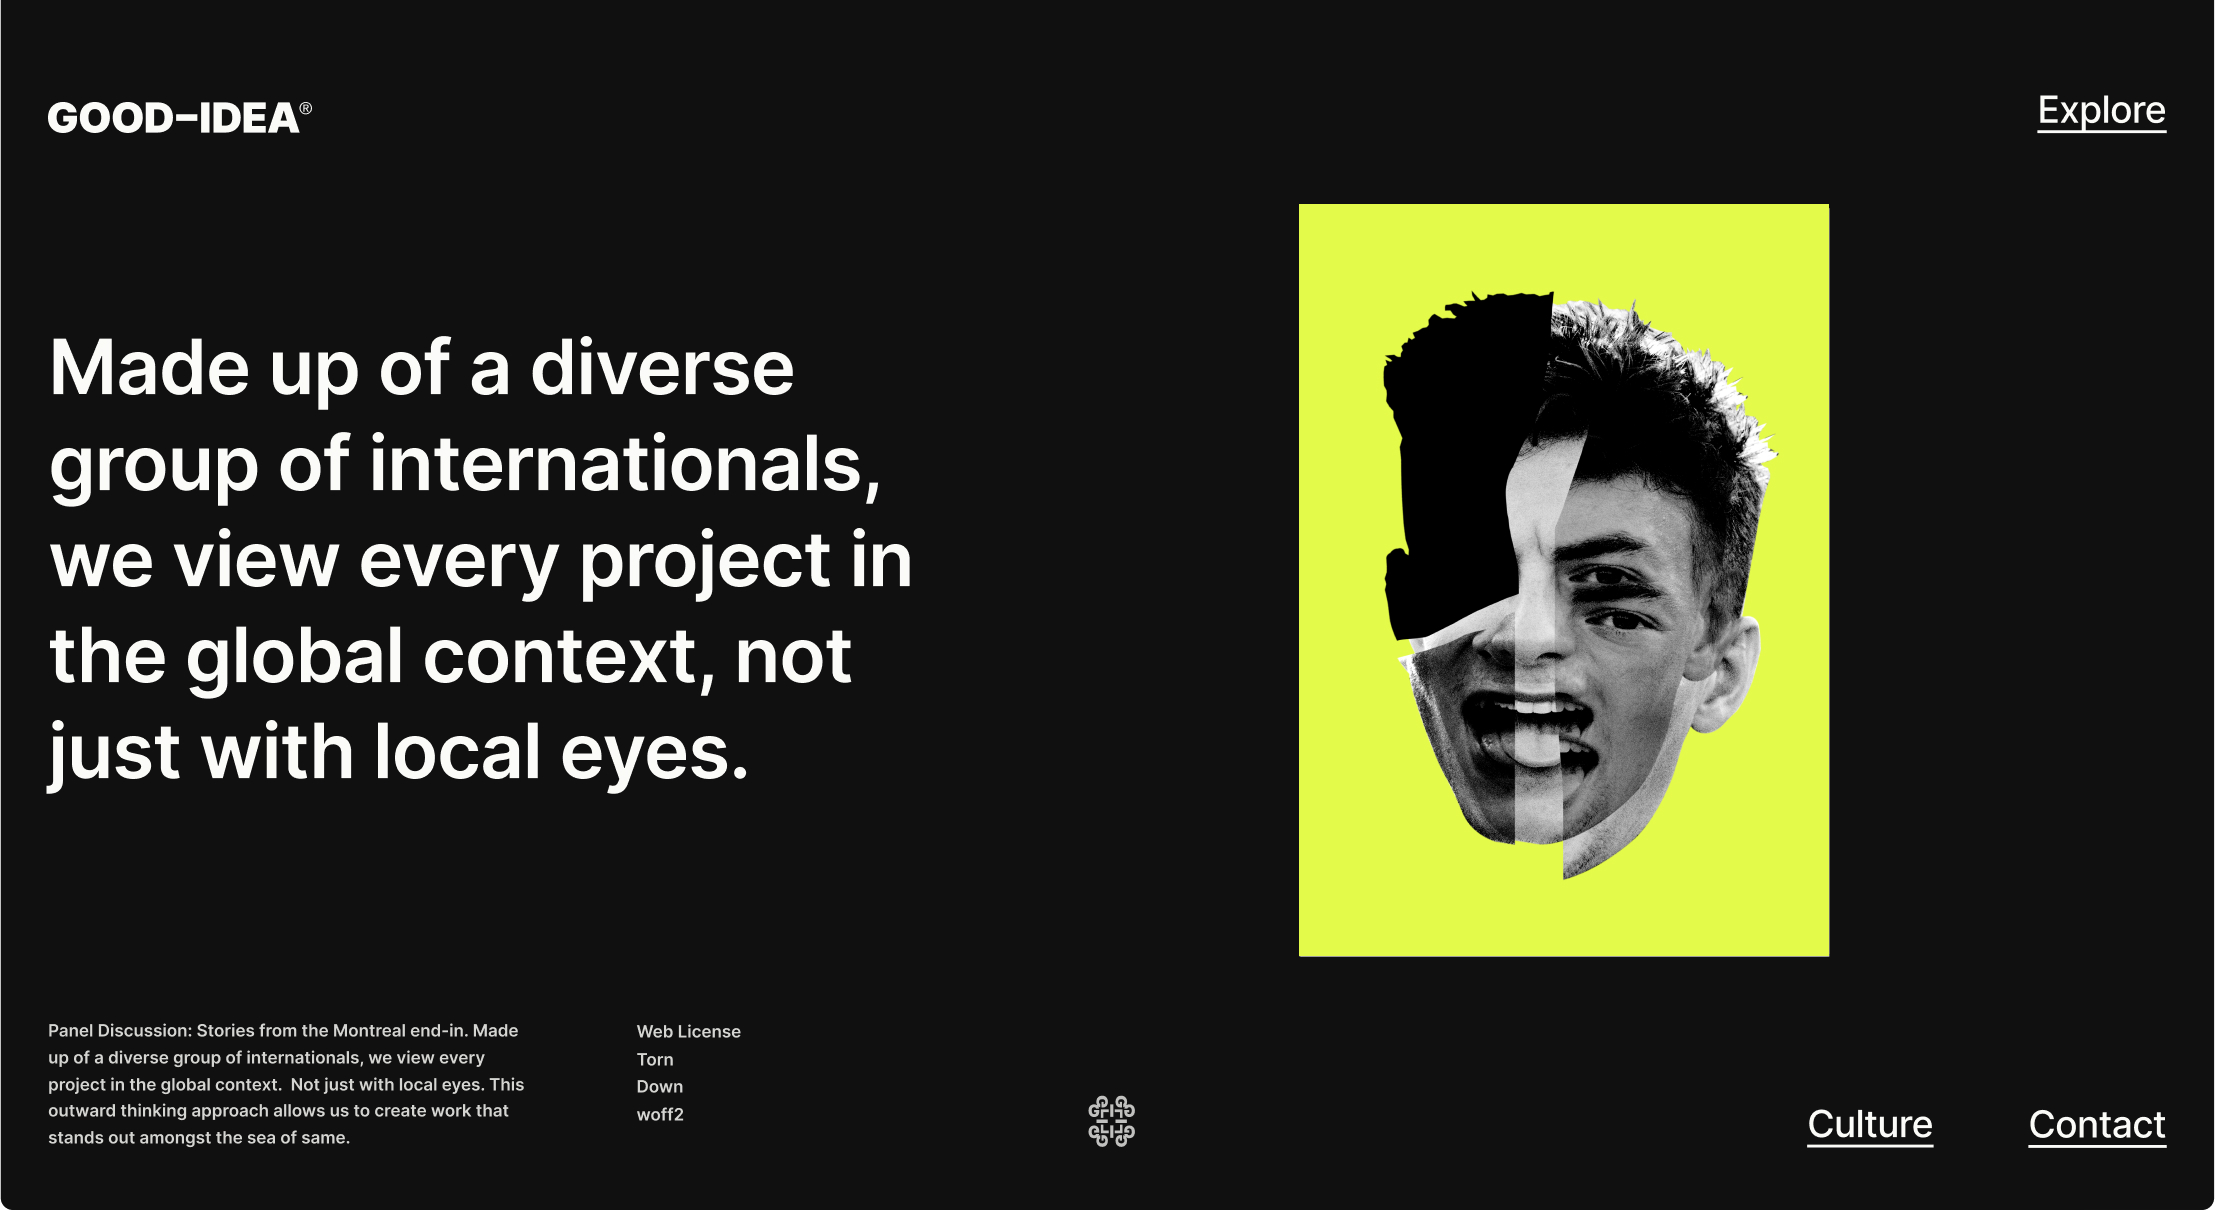 GOOD–IDEA®
Explore
Made up of a diverse
group of internationals,
we view every project in
the global context, not
just with local eyes.
Panel Discussion: Stories from the Montreal end-in. Made
up of a diverse group of internationals, we view every
project in the global context.  Not just with local eyes. This
outward thinking approach allows us to create work that
stands out amongst the sea of same.
Web License
Torn
Down
woff2
Culture
Contact